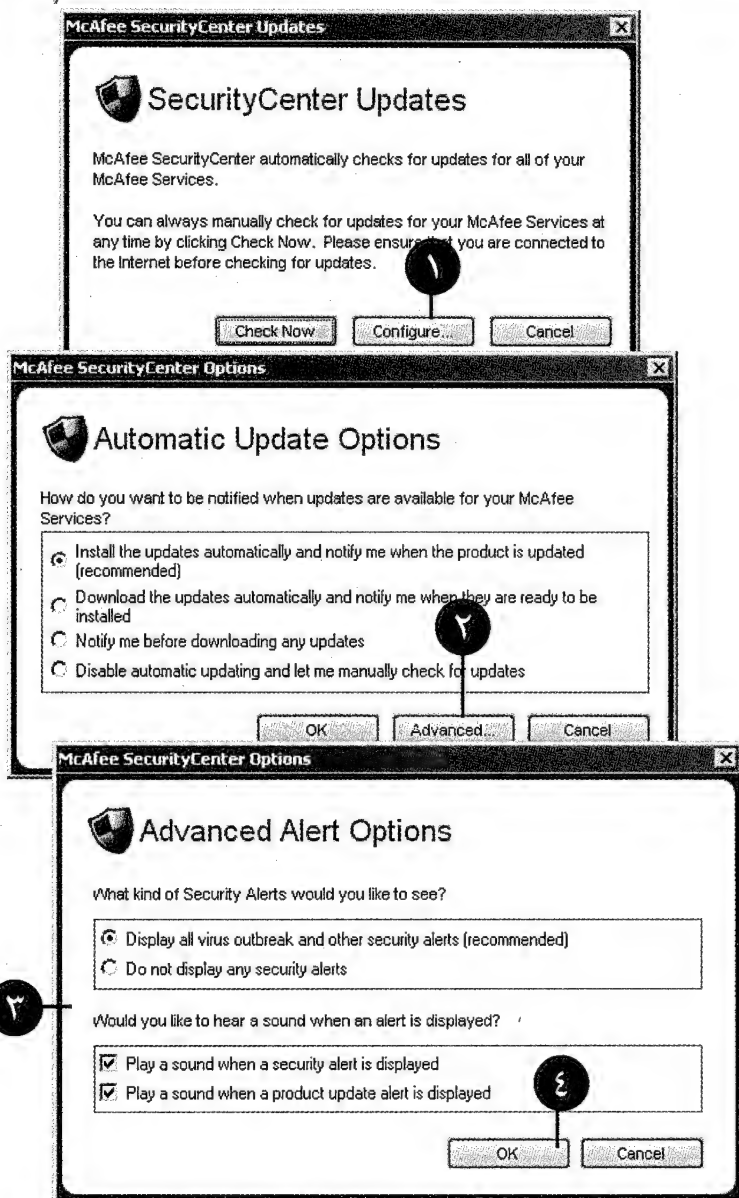 McAfee SecurityCenter Updates
SecurityCenter Updates
McAfee SecurityCenter automatically checks for updates for all of your
McAfee Services.
You can always manually check for updates for your McAfee Services at
any time by clicking Check Now. Please ensure that you are connected to
the Internet before checking for updates.
١
Check Now Configure... Cancel
McAfee SecurityCenter Options
Automatic Update Options
How do you want to be notified when updates are available for your McAfee
Services?
Install the updates automatically and notify me when the product is updated
(recommended)
Download the updates automatically and notify me when they are ready to be
installed
٢
Notify me before downloading any updates
Disable automatic updating and let me manually check for updates
OK Advanced... Cancel
McAfee SecurityCenter Options
Advanced Alert Options
What kind of Security Alerts would you like to see?
Display all virus outbreak and other security alerts (recommended)
Do not display any security alerts
٣
Would you like to hear a sound when an alert is displayed?
Play a sound when a security alert is displayed
Play a sound when a product update alert is displayed
٤
OK Cancel